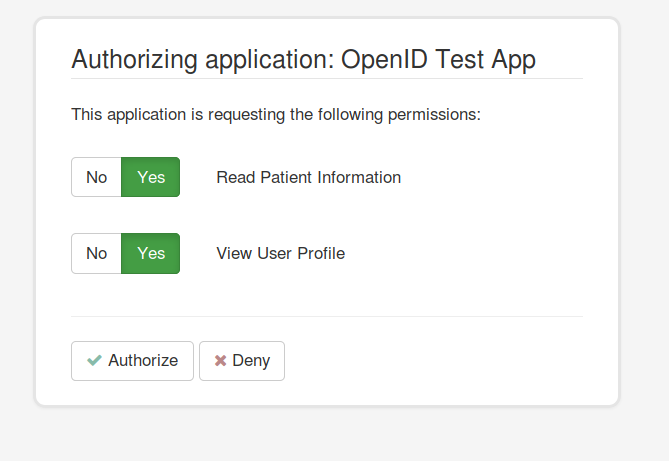 Authorizing application: OpenID Test App
This application is requesting the following permissions:
No Yes Read Patient Information
No Yes View User Profile
Authorize Deny